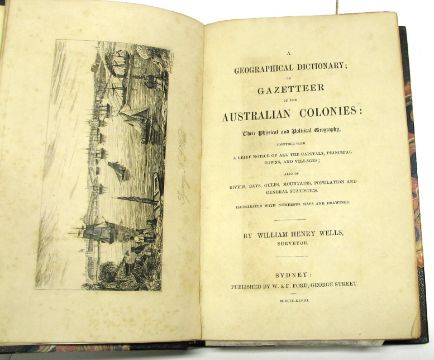 A
GEOGRAPHICAL DICTIONARY;
OR
GAZETTEER
OF THE
AUSTRALIAN COLONIES:
Their Physical and Political Geography,
TOGETHER WITH
A BRIEF NOTICE OF ALL THE CAPITALS, PRINCIPAL
TOWNS, AND VILLAGES;
ALSO OF
RIVERS, BAYS, GULFS, MOUNTAINS, POPULATION AND
GENERAL STATISTICS.
ILLUSTRATED WITH NUMEROUS MAPS AND DRAWINGS.
BY WILLIAM HENRY WELLS,
SURVEYOR.
SYDNEY:
PUBLISHED BY W. & F. FORD, GEORGE STREET.